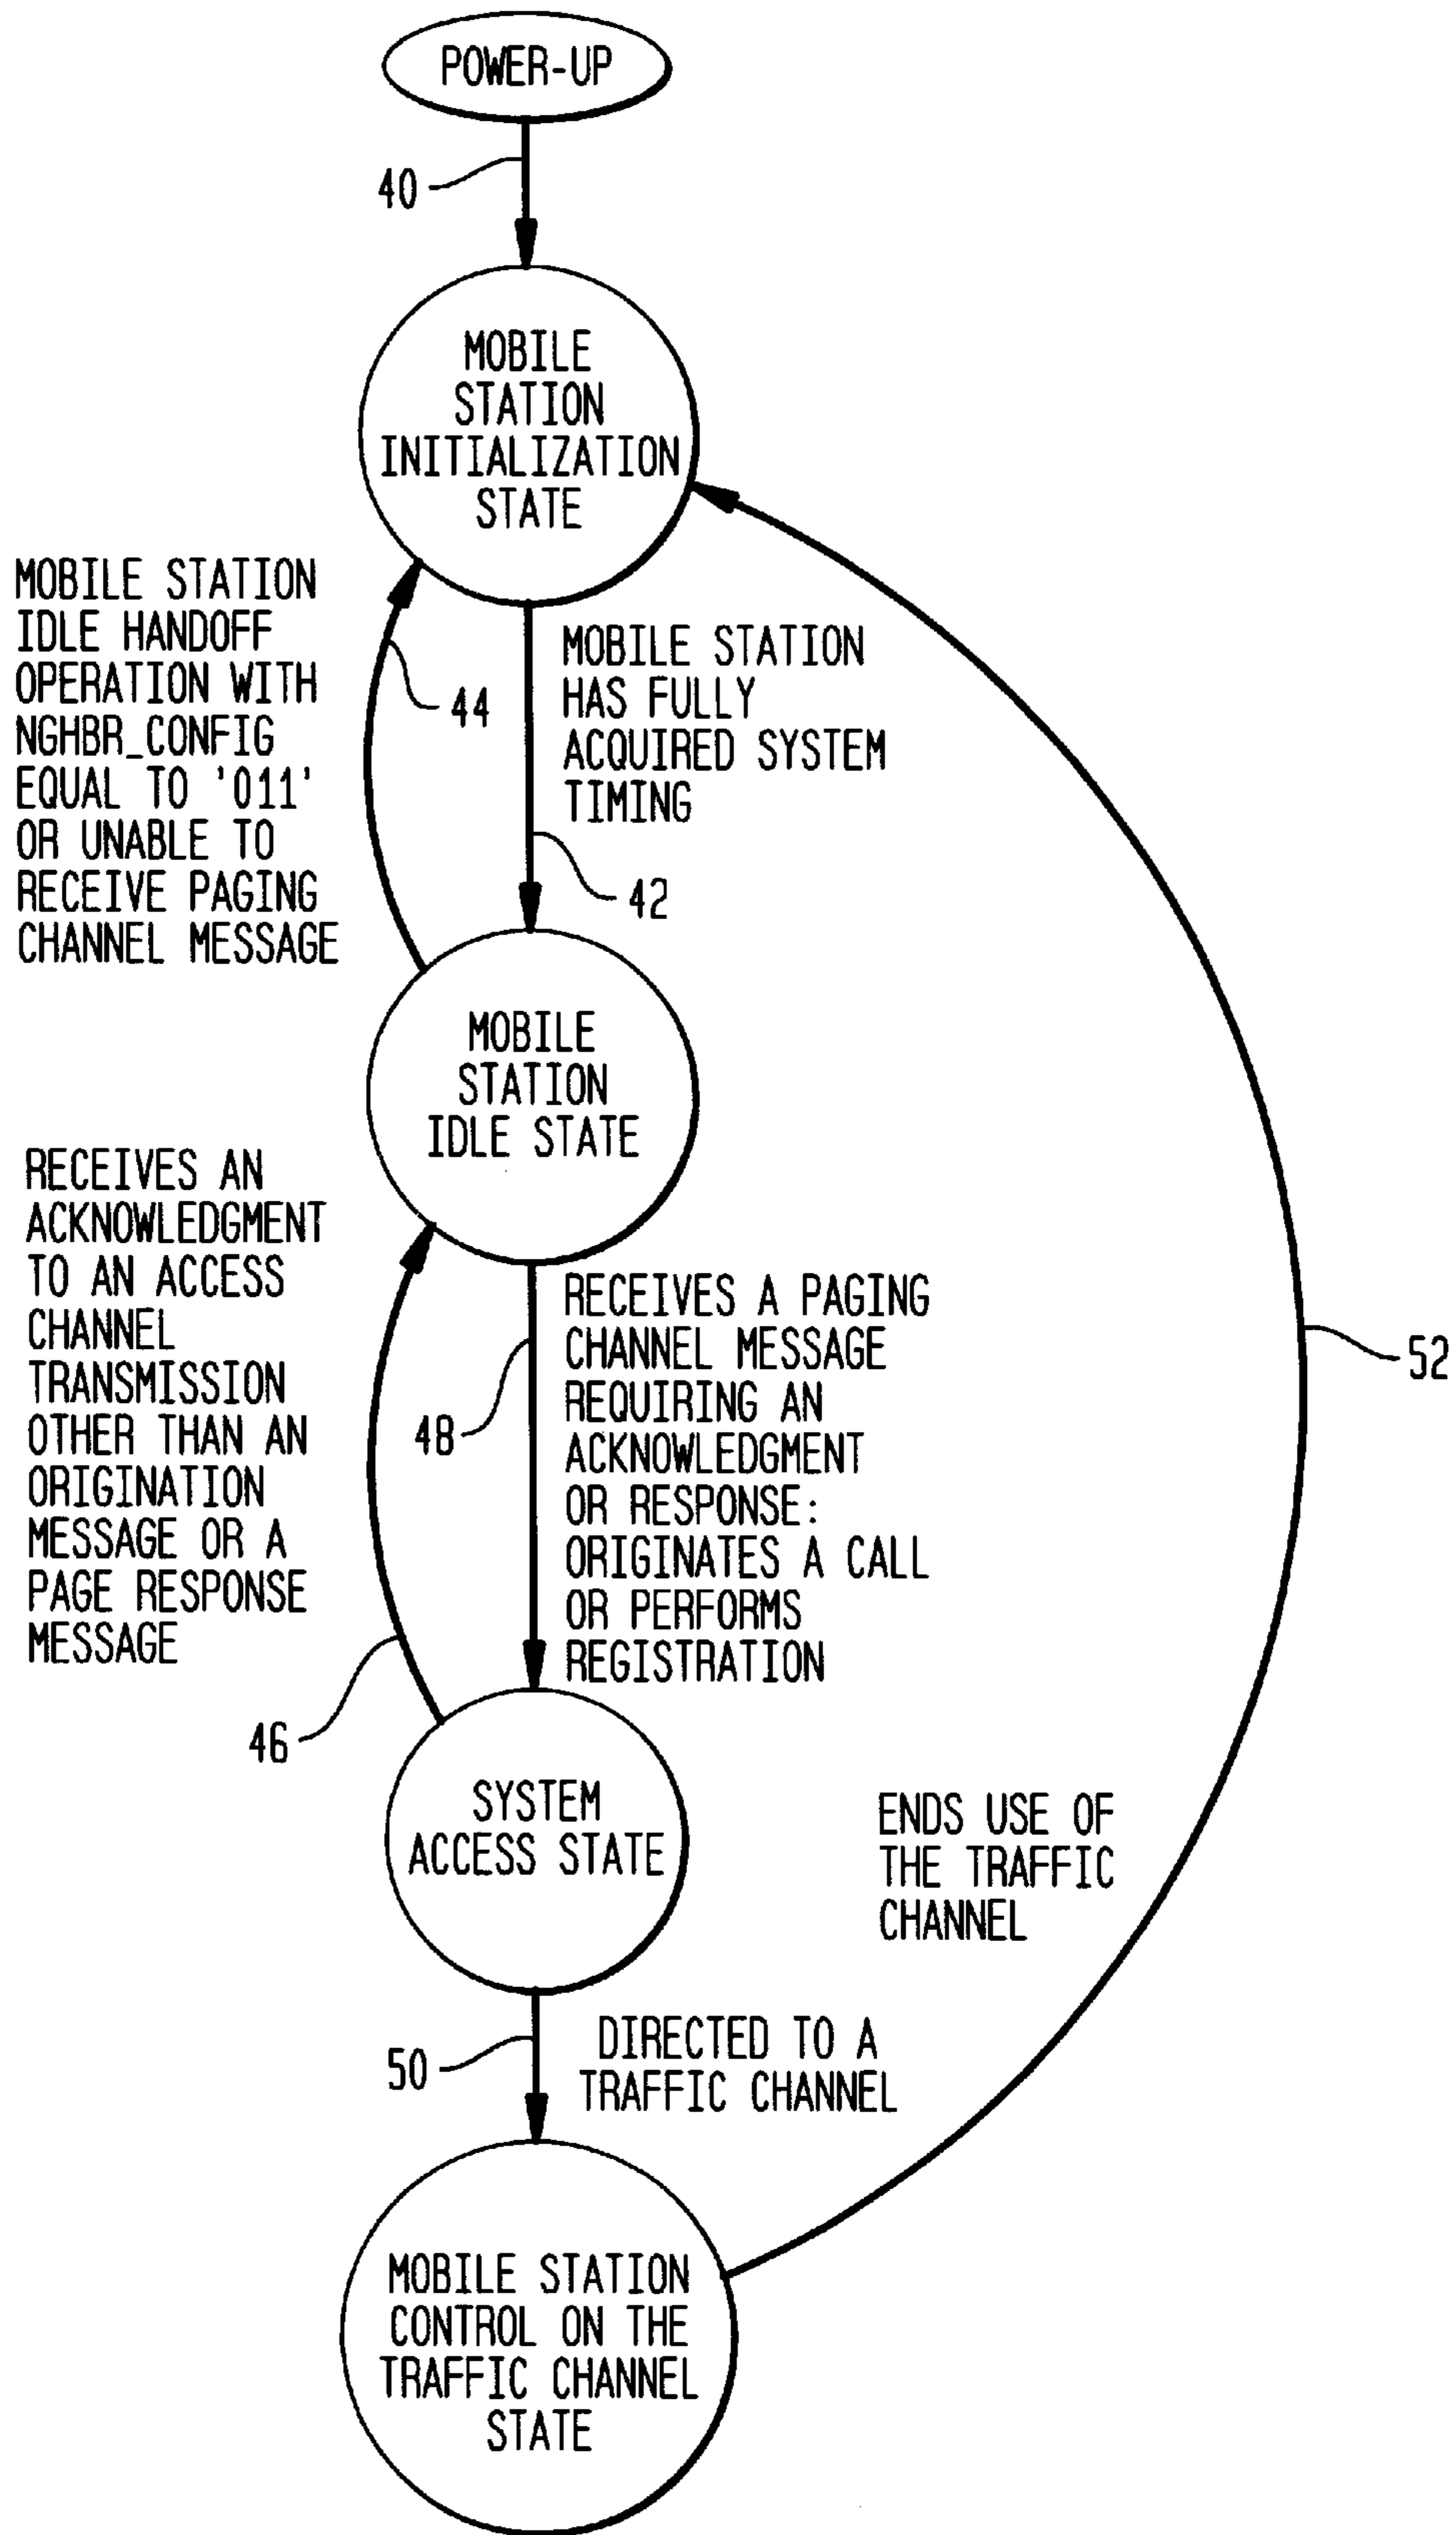 POWER-UP
40
MOBILE
STATION
INITIALIZATION
STATE
MOBILE STATION
IDLE HANDOFF
OPERATION WITH
NGHBR_CONFIG
EQUAL TO '011'
OR UNABLE TO
RECEIVE PAGING
CHANNEL MESSAGE
44
MOBILE STATION
HAS FULLY
ACQUIRED SYSTEM
TIMING
42
MOBILE
STATION
IDLE STATE
RECEIVES AN
ACKNOWLEDGMENT
TO AN ACCESS
CHANNEL
TRANSMISSION
OTHER THAN AN
ORIGINATION
MESSAGE OR A
PAGE RESPONSE
MESSAGE
46
48
RECEIVES A PAGING
CHANNEL MESSAGE
REQUIRING AN
ACKNOWLEDGMENT
OR RESPONSE:
ORIGINATES A CALL
OR PERFORMS
REGISTRATION
52
SYSTEM
ACCESS STATE
ENDS USE OF
THE TRAFFIC
CHANNEL
50
DIRECTED TO A
TRAFFIC CHANNEL
MOBILE STATION
CONTROL ON THE
TRAFFIC CHANNEL
STATE